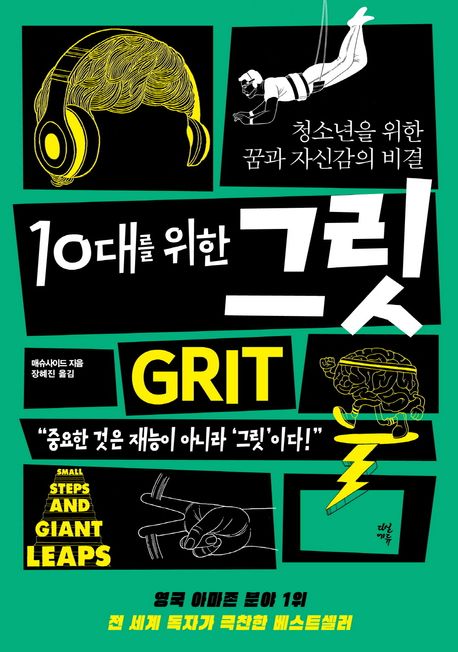 청소년을 위한
꿈과 자신감의 비결
10대를 위한
그릿
매슈사이드 지음
장혜진 옮김
GRIT
“중요한 것은 재능이 아니라 ‘그릿’이다!”
SMALL
STEPS
AND
GIANT
LEAPS
다산
에듀
영국 아마존 분야 1위
전 세계 독자가 극찬한 베스트셀러